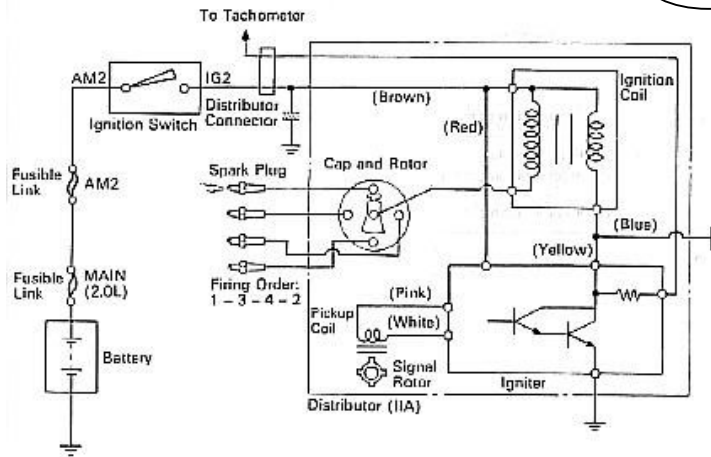 To Tachometer
AM2
IG2
Ignition Switch
Distributor
Connector
(Brown)
Ignition
Coil
(Red)
Fusible
Link
AM2
Spark Plug
Cap and Rotor
(Blue)
(Yellow)
Fusible
Link
MAIN
(2.0L)
Firing Order:
1-3-4-2
(Pink)
Pickup
Coil
(White)
Battery
Signal
Rotor
Igniter
Distributor (IIA)